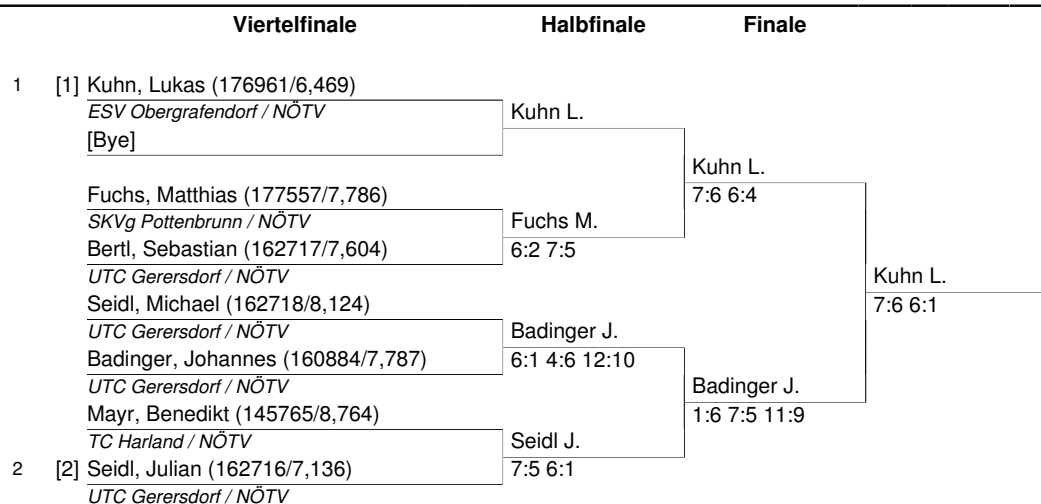 Viertelfinale Halbfinale Finale
1 [1] Kuhn, Lukas (176961/6,469)
ESV Obergrafendorf / NÖTV Kuhn L.
[Bye]
Kuhn L.
Fuchs, Matthias (177557/7,786) 7:6 6:4
SKVg Pottenbrunn / NÖTV Fuchs M.
Bertl, Sebastian (162717/7,604) 6:2 7:5
UTC Gerersdorf / NÖTV Kuhn L.
Seidl, Michael (162718/8,124) 7:6 6:1
UTC Gerersdorf / NÖTV Badinger J.
Badinger, Johannes (160884/7,787) 6:1 4:6 12:10
UTC Gerersdorf / NÖTV Badinger J.
Mayr, Benedikt (145765/8,764) 1:6 7:5 11:9
TC Harland / NÖTV Seidl J.
2 [2] Seidl, Julian (162716/7,136) 7:5 6:1
UTC Gerersdorf / NÖTV